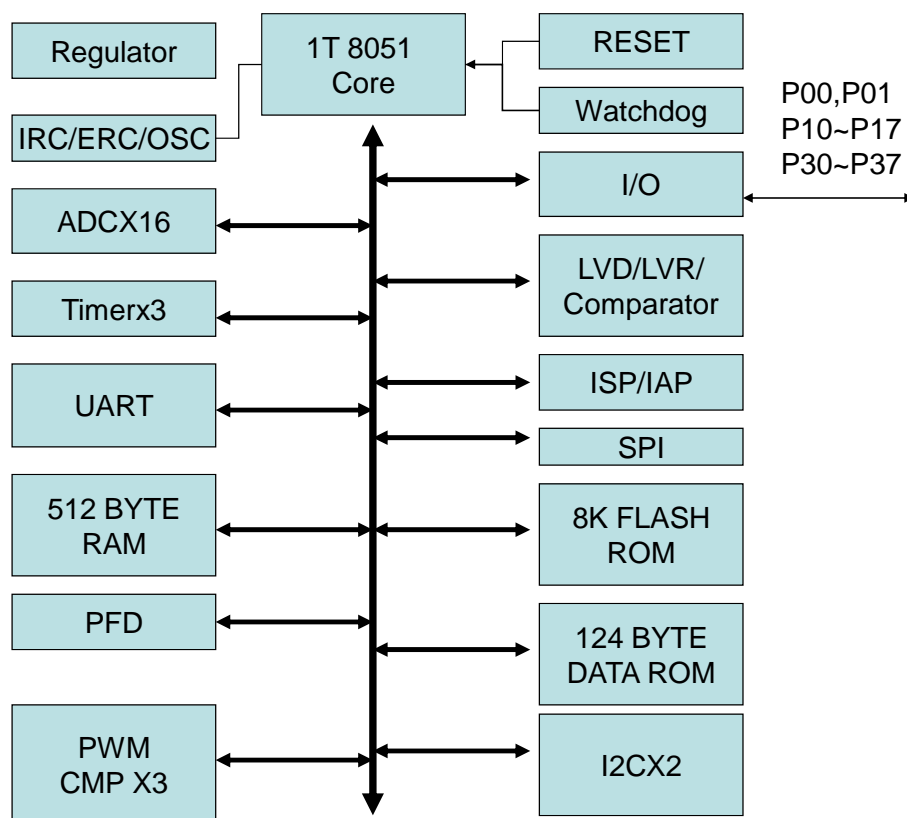 Regulator
1T 8051
Core
RESET
IRC/ERC/OSC
Watchdog
P00,P01
P10~P17
P30~P37
I/O
ADCX16
LVD/LVR/
Comparator
Timerx3
ISP/IAP
UART
SPI
512 BYTE
RAM
8K FLASH
ROM
PFD
124 BYTE
DATA ROM
PWM
CMP X3
I2CX2